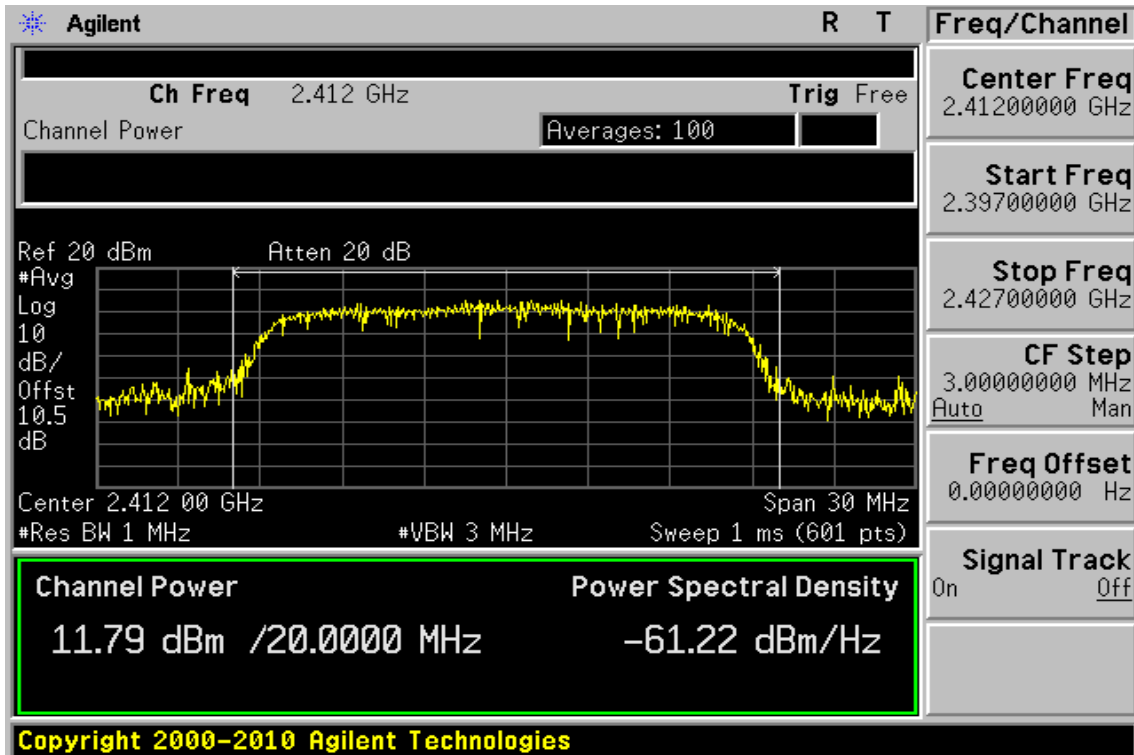 Agilent R T Freq/Channel
Ch Freq 2.412 GHz Trig Free
Channel Power Averages: 100
Ref 20 dBm Atten 20 dB
#Avg
Log
10
dB/
Offst
10.5
dB
Center 2.412 00 GHz Span 30 MHz
#Res BW 1 MHz #VBW 3 MHz Sweep 1 ms (601 pts)
Channel Power Power Spectral Density
11.79 dBm /20.0000 MHz -61.22 dBm/Hz
Center Freq
2.41200000 GHz
Start Freq
2.39700000 GHz
Stop Freq
2.42700000 GHz
CF Step
3.00000000 MHz
Auto Man
Freq Offset
0.00000000 Hz
Signal Track
On Off
Copyright 2000-2010 Agilent Technologies